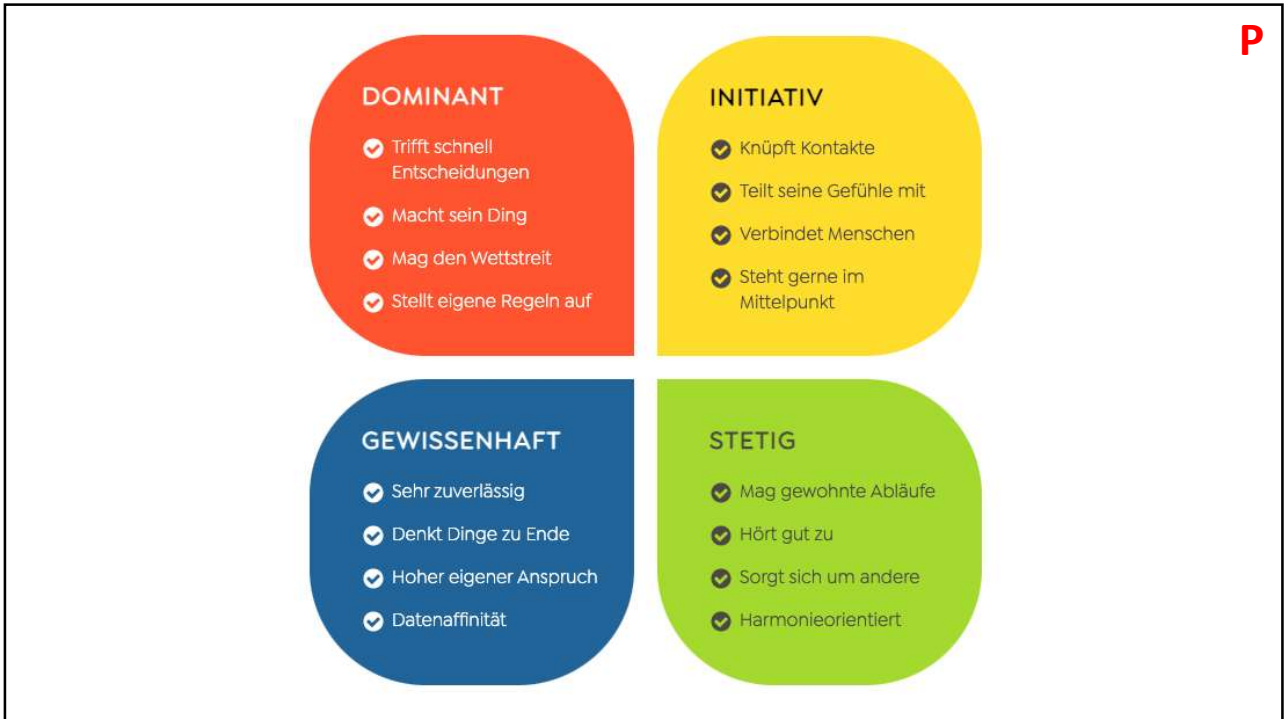 P
DOMINANT
Trifft schnell
Entscheidungen
Macht sein Ding
Mag den Wettstreit
Stellt eigene Regeln auf
INITIATIV
Knüpft Kontakte
Teilt seine Gefühle mit
Verbindet Menschen
Steht gerne im
Mittelpunkt
GEWISSENHAFT
Sehr zuverlässig
Denkt Dinge zu Ende
Hoher eigener Anspruch
Datenaffinität
STETIG
Mag gewohnte Abläufe
Hört gut zu
Sorgt sich um andere
Harmonieorientiert